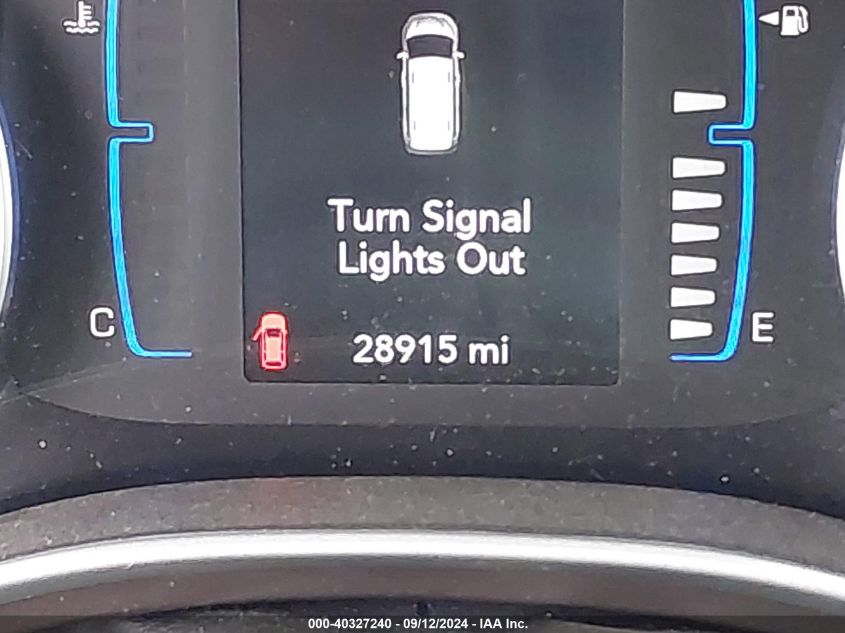 Turn Signal
Lights Out
C
E
28915 mi
000-40327240 - 09/12/2024 - IAA Inc.